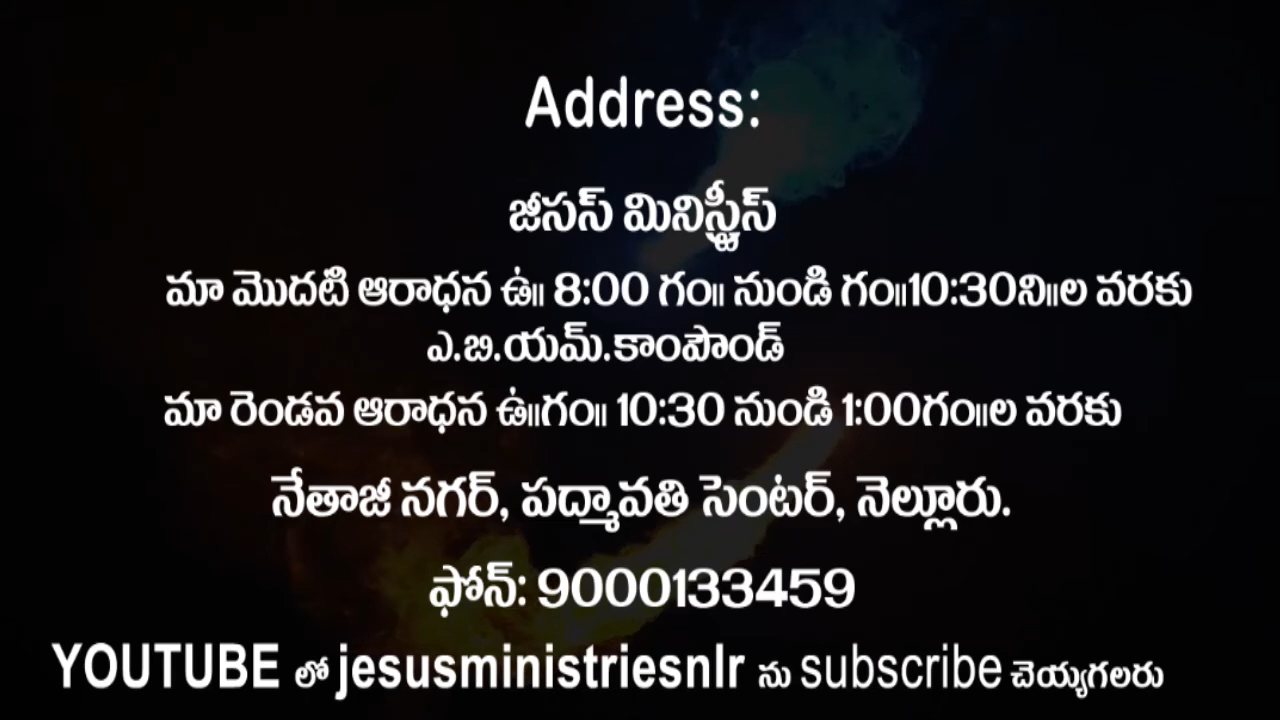 Address:
జీసస్ మినిస్ట్రీస్
మా మొదటి ఆరాధన ఉ॥ 8:00 గం॥ నుండి గం॥10:30ని॥ల వరకు
ఎ.బి.యమ్.కాంపౌండ్
మా రెండవ ఆరాధన ఉ॥గం॥ 10:30 నుండి 1:00గం॥ల వరకు
నేతాజీ నగర్, పద్మావతి సెంటర్, నెల్లూరు.
ఫోన్: 9000133459
YOUTUBE లో jesusministriesnlr ను subscribe చెయ్యగలరు